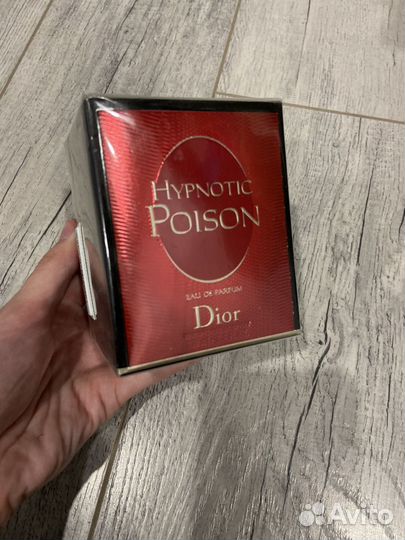 HYPNOTIC
POISON
EAU DE PARFUM
Dior
Avito